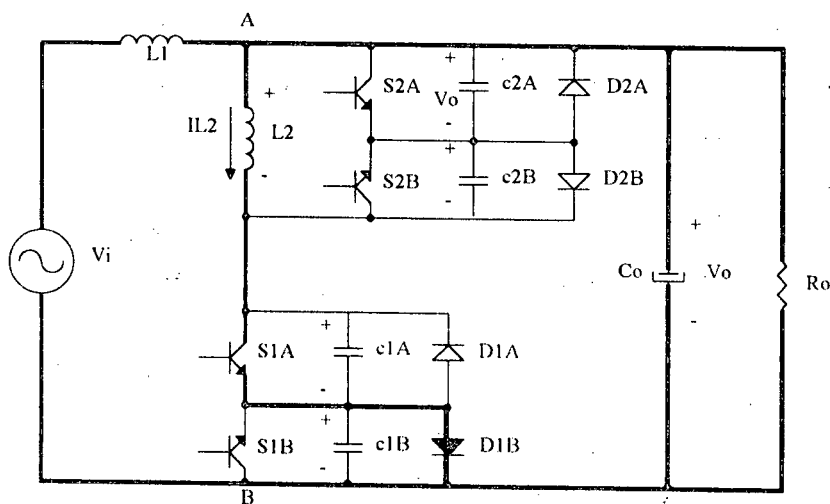 A
L1
+
S2A
+
Vo
-
c2A
D2A
IL2
L2
-
S2B
+
-
c2B
D2B
Vi
+
Co
Vo
-
Ro
S1A
+
-
c1A
D1A
S1B
+
-
c1B
D1B
B